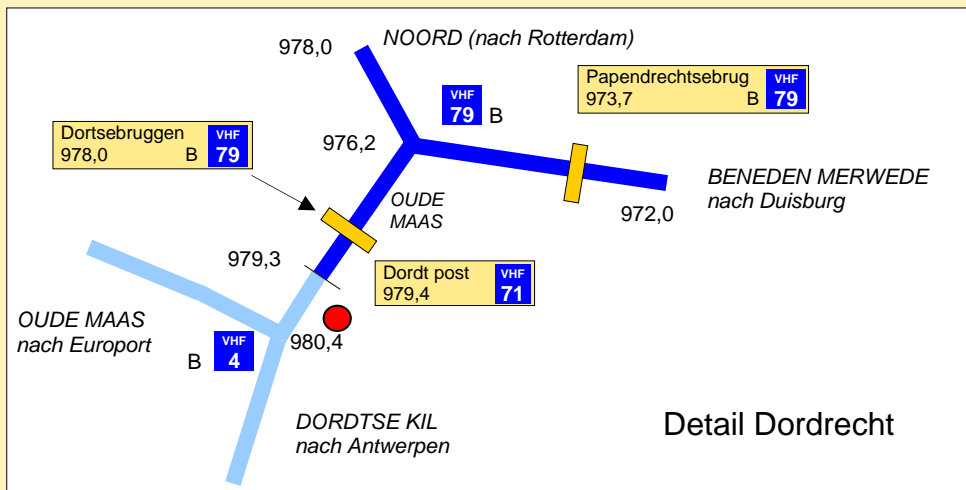 NOORD (nach Rotterdam)
978,0
Papendrechtsebrug
973,7 B VHF 79
VHF 79 B
Dortsebruggen
978,0 B VHF 79
976,2
BENEDEN MERWEDE
nach Duisburg
972,0
OUDE
MAAS
979,3
Dordt post
979,4 VHF 71
OUDE MAAS
nach Europort
B VHF 4
980,4
DORDTSE KIL
nach Antwerpen
Detail Dordrecht